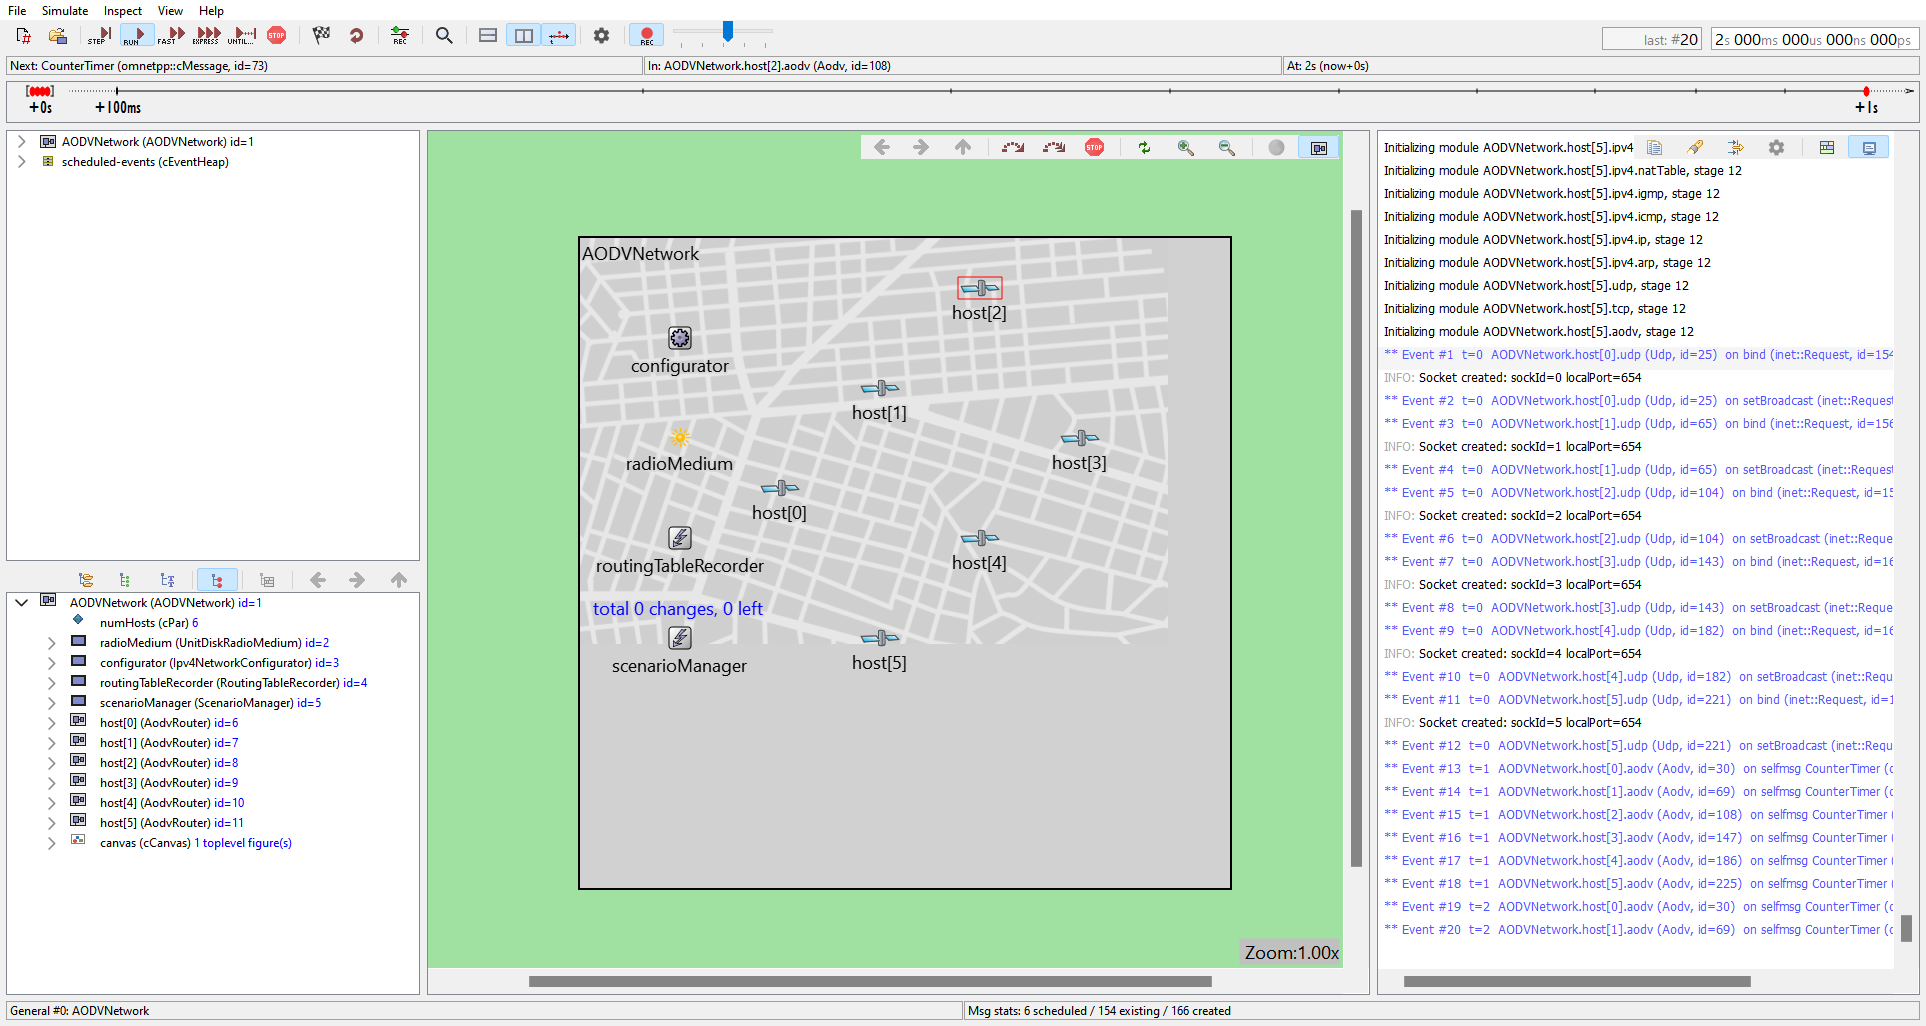 File Simulate Inspect View Help
STEP RUN FAST EXPRESS UNTIL... STOP REC REC
last: #20 2s 000ms 000us 000ns 000ps
Next: CounterTimer (omnetpp::cMessage, id=73) In: AODVNetwork.host[2].aodv (Aodv, id=108) At: 2s (now+0s)
+0s +100ms +1s
AODVNetwork (AODVNetwork) id=1
scheduled-events (cEventHeap)
AODVNetwork (AODVNetwork) id=1
numHosts (cPar) 6
radioMedium (UnitDiskRadioMedium) id=2
configurator (Ipv4NetworkConfigurator) id=3
routingTableRecorder (RoutingTableRecorder) id=4
scenarioManager (ScenarioManager) id=5
host[0] (AodvRouter) id=6
host[1] (AodvRouter) id=7
host[2] (AodvRouter) id=8
host[3] (AodvRouter) id=9
host[4] (AodvRouter) id=10
host[5] (AodvRouter) id=11
canvas (cCanvas) 1 toplevel figure(s)
STOP
AODVNetwork
host[2]
configurator
host[1]
radioMedium
host[3]
host[0]
routingTableRecorder
host[4]
total 0 changes, 0 left
scenarioManager
host[5]
Zoom:1.00x
Initializing module AODVNetwork.host[5].ipv4
Initializing module AODVNetwork.host[5].ipv4.natTable, stage 12
Initializing module AODVNetwork.host[5].ipv4.igmp, stage 12
Initializing module AODVNetwork.host[5].ipv4.icmp, stage 12
Initializing module AODVNetwork.host[5].ipv4.ip, stage 12
Initializing module AODVNetwork.host[5].ipv4.arp, stage 12
Initializing module AODVNetwork.host[5].udp, stage 12
Initializing module AODVNetwork.host[5].tcp, stage 12
Initializing module AODVNetwork.host[5].aodv, stage 12
** Event #1 t=0 AODVNetwork.host[0].udp (Udp, id=25) on bind (inet::Request, id=154
INFO: Socket created: sockId=0 localPort=654
** Event #2 t=0 AODVNetwork.host[0].udp (Udp, id=25) on setBroadcast (inet::Request
** Event #3 t=0 AODVNetwork.host[1].udp (Udp, id=65) on bind (inet::Request, id=156
INFO: Socket created: sockId=1 localPort=654
** Event #4 t=0 AODVNetwork.host[1].udp (Udp, id=65) on setBroadcast (inet::Request
** Event #5 t=0 AODVNetwork.host[2].udp (Udp, id=104) on bind (inet::Request, id=15
INFO: Socket created: sockId=2 localPort=654
** Event #6 t=0 AODVNetwork.host[2].udp (Udp, id=104) on setBroadcast (inet::Requ
** Event #7 t=0 AODVNetwork.host[3].udp (Udp, id=143) on bind (inet::Request, id=16
INFO: Socket created: sockId=3 localPort=654
** Event #8 t=0 AODVNetwork.host[3].udp (Udp, id=143) on setBroadcast (inet::Requ
** Event #9 t=0 AODVNetwork.host[4].udp (Udp, id=182) on bind (inet::Request, id=16
INFO: Socket created: sockId=4 localPort=654
** Event #10 t=0 AODVNetwork.host[4].udp (Udp, id=182) on setBroadcast (inet::Requ
** Event #11 t=0 AODVNetwork.host[5].udp (Udp, id=221) on bind (inet::Request, id=1
INFO: Socket created: sockId=5 localPort=654
** Event #12 t=0 AODVNetwork.host[5].udp (Udp, id=221) on setBroadcast (inet::Requ
** Event #13 t=1 AODVNetwork.host[0].aodv (Aodv, id=30) on selfmsg CounterTimer (c
** Event #14 t=1 AODVNetwork.host[1].aodv (Aodv, id=69) on selfmsg CounterTimer (c
** Event #15 t=1 AODVNetwork.host[2].aodv (Aodv, id=108) on selfmsg CounterTimer (
** Event #16 t=1 AODVNetwork.host[3].aodv (Aodv, id=147) on selfmsg CounterTimer (
** Event #17 t=1 AODVNetwork.host[4].aodv (Aodv, id=186) on selfmsg CounterTimer (
** Event #18 t=1 AODVNetwork.host[5].aodv (Aodv, id=225) on selfmsg CounterTimer (
** Event #19 t=2 AODVNetwork.host[0].aodv (Aodv, id=30) on selfmsg CounterTimer (c
** Event #20 t=2 AODVNetwork.host[1].aodv (Aodv, id=69) on selfmsg CounterTimer (c
General #0: AODVNetwork Msg stats: 6 scheduled / 154 existing / 166 created